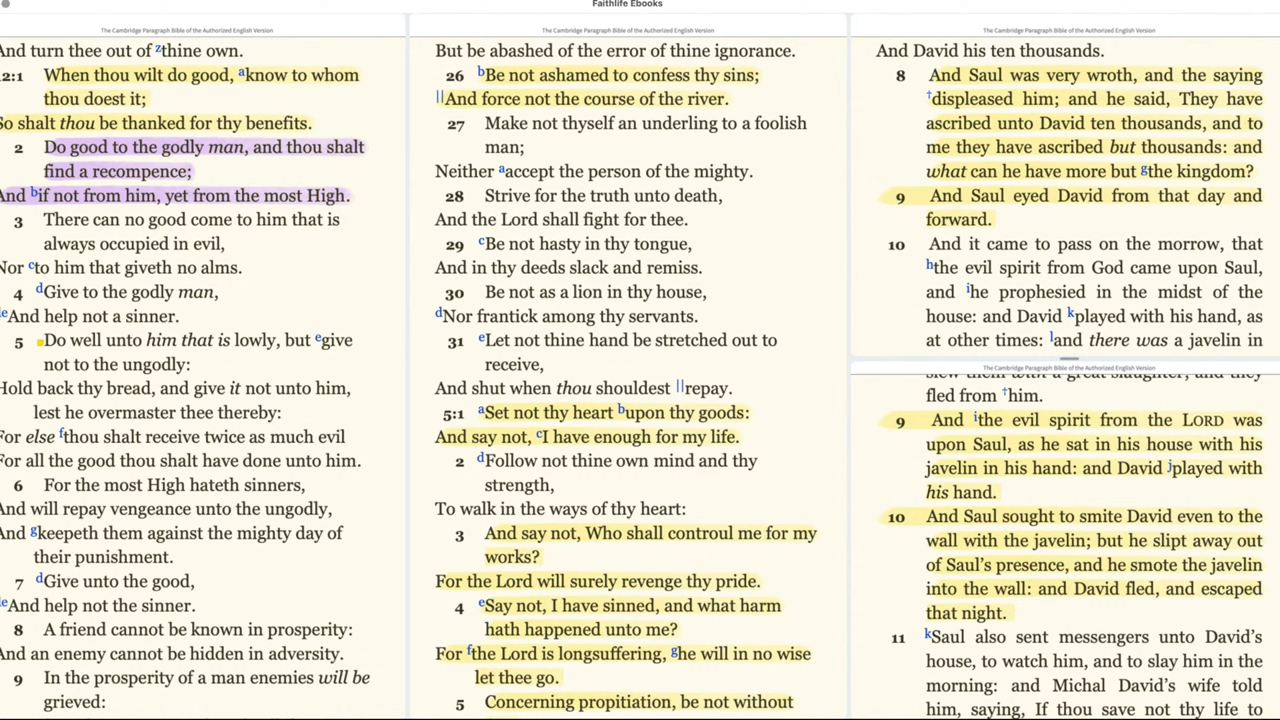 Faithlife Ebooks
The Cambridge Paragraph Bible of the Authorized English Version
And turn thee out of zthine own.
12:1 When thou wilt do good, aknow to whom
thou doest it;
So shalt thou be thanked for thy benefits.
2 Do good to the godly man, and thou shalt
find a recompence;
And bif not from him, yet from the most High.
3 There can no good come to him that is
always occupied in evil,
Nor cto him that giveth no alms.
4 dGive to the godly man,
eAnd help not a sinner.
5 Do well unto him that is lowly, but egive
not to the ungodly:
Hold back thy bread, and give it not unto him,
lest he overmaster thee thereby:
For else fthou shalt receive twice as much evil
For all the good thou shalt have done unto him.
6 For the most High hateth sinners,
And will repay vengeance unto the ungodly,
And gkeepeth them against the mighty day of
their punishment.
7 dGive unto the good,
eAnd help not the sinner.
8 A friend cannot be known in prosperity:
And an enemy cannot be hidden in adversity.
9 In the prosperity of a man enemies will be
grieved:
The Cambridge Paragraph Bible of the Authorized English Version
But be abashed of the error of thine ignorance.
26 bBe not ashamed to confess thy sins;
||And force not the course of the river.
27 Make not thyself an underling to a foolish
man;
Neither aaccept the person of the mighty.
28 Strive for the truth unto death,
And the Lord shall fight for thee.
29 cBe not hasty in thy tongue,
And in thy deeds slack and remiss.
30 Be not as a lion in thy house,
dNor frantick among thy servants.
31 eLet not thine hand be stretched out to
receive,
And shut when thou shouldest ||repay.
5:1 aSet not thy heart bupon thy goods:
And say not, cI have enough for my life.
2 dFollow not thine own mind and thy
strength,
To walk in the ways of thy heart:
3 And say not, Who shall controul me for my
works?
For the Lord will surely revenge thy pride.
4 eSay not, I have sinned, and what harm
hath happened unto me?
For fthe Lord is longsuffering, ghe will in no wise
let thee go.
5 Concerning propitiation, be not without
The Cambridge Paragraph Bible of the Authorized English Version
And David his ten thousands.
8 And Saul was very wroth, and the saying
†displeased him; and he said, They have
ascribed unto David ten thousands, and to
me they have ascribed but thousands: and
what can he have more but gthe kingdom?
9 And Saul eyed David from that day and
forward.
10 And it came to pass on the morrow, that
hthe evil spirit from God came upon Saul,
and ihe prophesied in the midst of the
house: and David kplayed with his hand, as
at other times: land there was a javelin in
The Cambridge Paragraph Bible of the Authorized English Version
slew them with a great slaughter; and they
fled from †him.
9 And ithe evil spirit from the LORD was
upon Saul, as he sat in his house with his
javelin in his hand: and David jplayed with
his hand.
10 And Saul sought to smite David even to the
wall with the javelin; but he slipt away out
of Saul's presence, and he smote the javelin
into the wall: and David fled, and escaped
that night.
11 kSaul also sent messengers unto David's
house, to watch him, and to slay him in the
morning: and Michal David's wife told
him, saying, If thou save not thy life to